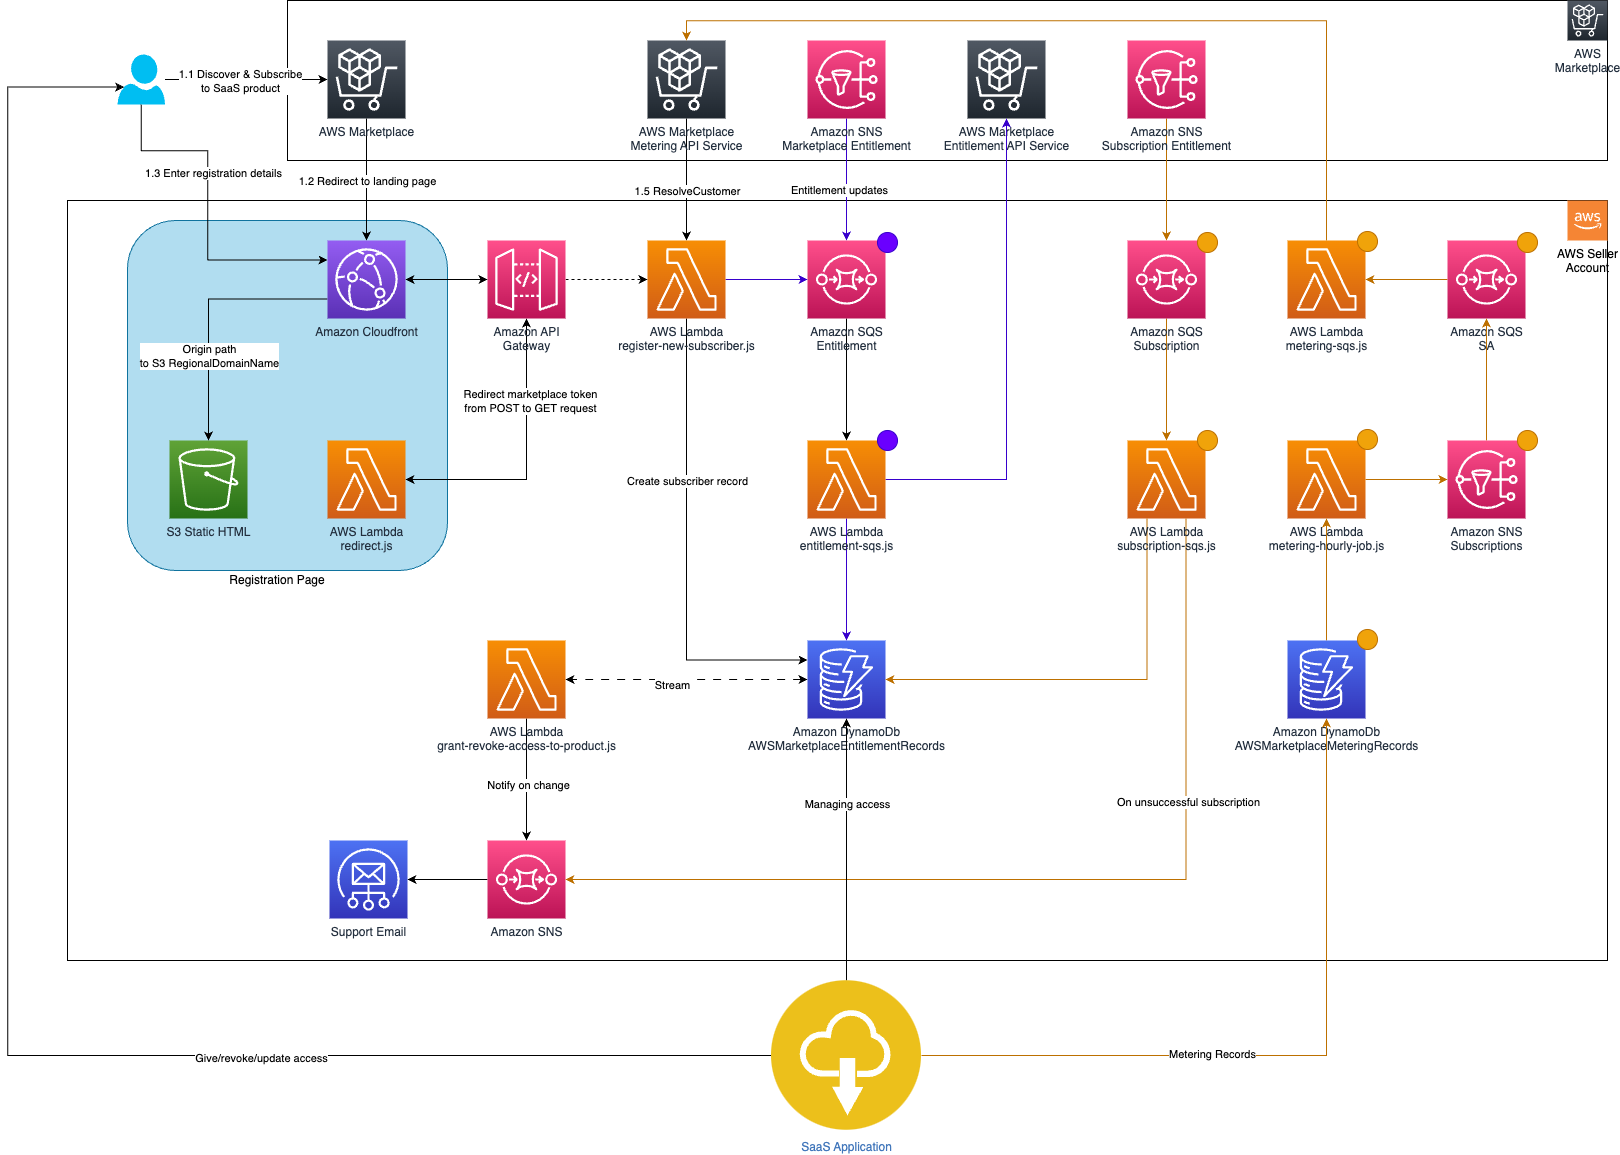 AWS
Marketplace
1.1 Discover & Subscribe
to SaaS product
AWS Marketplace
AWS Marketplace
Metering API Service
Amazon SNS
Marketplace Entitlement
AWS Marketplace
Entitlement API Service
Amazon SNS
Subscription Entitlement
1.3 Enter registration details
1.2 Redirect to landing page
1.5 ResolveCustomer
Entitlement updates
aws
AWS Seller
Account
Amazon Cloudfront
Amazon API
Gateway
AWS Lambda
register-new-subscriber.js
Amazon SQS
Entitlement
Amazon SQS
Subscription
AWS Lambda
metering-sqs.js
Amazon SQS
SA
Origin path
to S3 RegionalDomainName
Redirect marketplace token
from POST to GET request
Create subscriber record
S3 Static HTML
AWS Lambda
redirect.js
AWS Lambda
entitlement-sqs.js
AWS Lambda
subscription-sqs.js
AWS Lambda
metering-hourly-job.js
Amazon SNS
Subscriptions
Registration Page
Stream
AWS Lambda
grant-revoke-access-to-product.js
Amazon DynamoDb
AWSMarketplaceEntitlementRecords
Amazon DynamoDb
AWSMarketplaceMeteringRecords
Notify on change
Managing access
On unsuccessful subscription
Support Email
Amazon SNS
Give/revoke/update access
Metering Records
SaaS Application